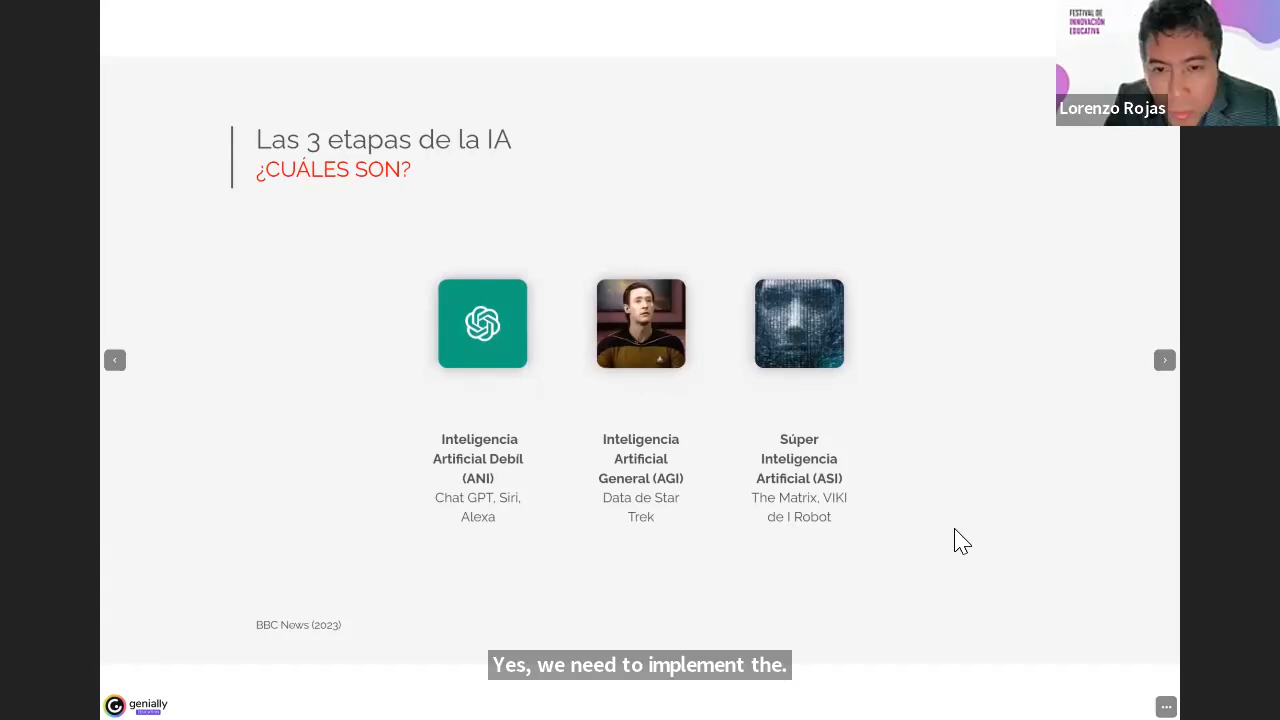 FESTIVAL DE
INNOVACIÓN
EDUCATIVA
Lorenzo Rojas
Las 3 etapas de la IA
¿CUÁLES SON?
Inteligencia
Artificial Debíl
(ANI)
Chat GPT, Siri,
Alexa
Inteligencia
Artificial
General (AGI)
Data de Star
Trek
Súper
Inteligencia
Artificial (ASI)
The Matrix, VIKI
de I Robot
BBC News (2023)
Yes, we need to implement the.
genially
EDUCATION